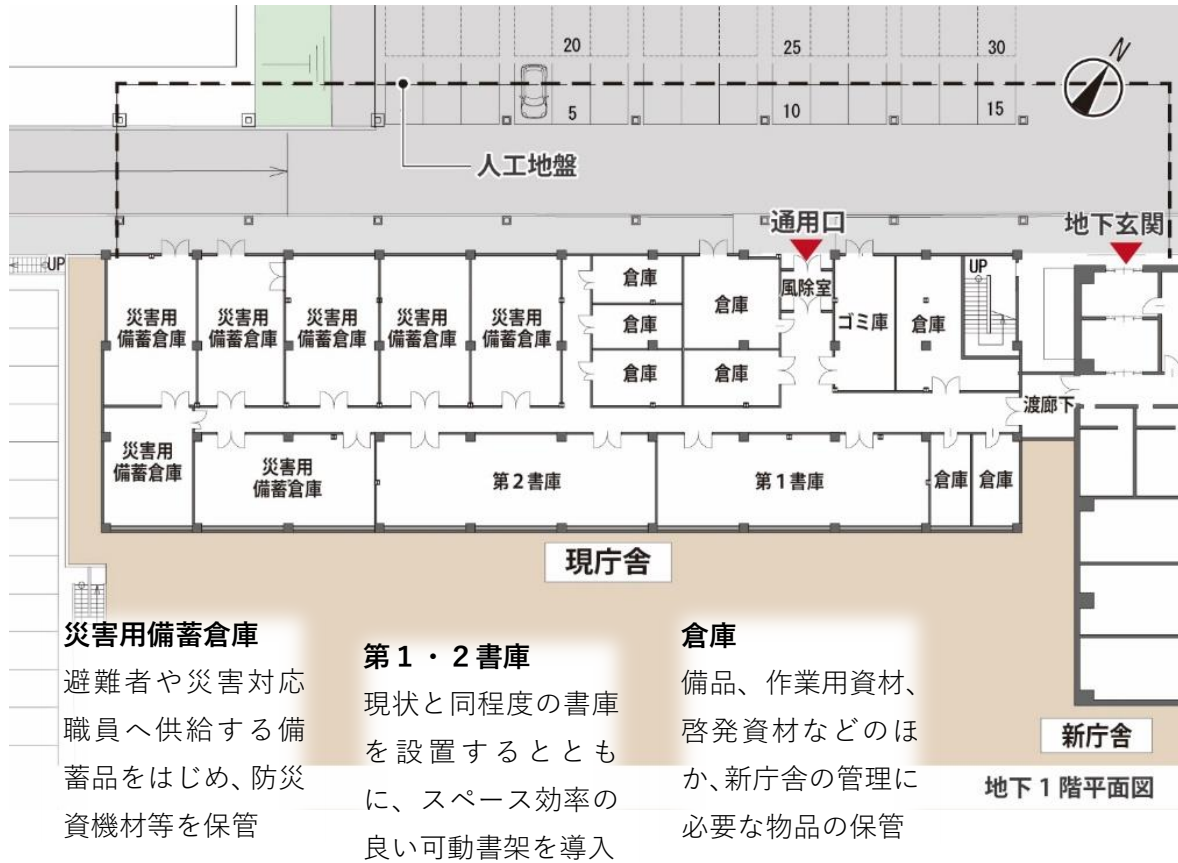 20
25
30
N
5
10
15
人工地盤
通用口
地下玄関
UP
災害用
備蓄倉庫
災害用
備蓄倉庫
災害用
備蓄倉庫
災害用
備蓄倉庫
災害用
備蓄倉庫
倉庫
倉庫
倉庫
倉庫
倉庫
風除室
ゴミ庫
倉庫
UP
渡廊下
災害用
備蓄倉庫
災害用
備蓄倉庫
第2書庫
第1書庫
倉庫
倉庫
現庁舎
災害用備蓄倉庫
避難者や災害対応
職員へ供給する備
蓄品をはじめ、防災
資機材等を保管
第1・2書庫
現状と同程度の書庫
を設置するととも
に、スペース効率の
良い可動書架を導入
倉庫
備品、作業用資材、
啓発資材などのほ
か、新庁舎の管理に
必要な物品の保管
新庁舎
地下1階平面図